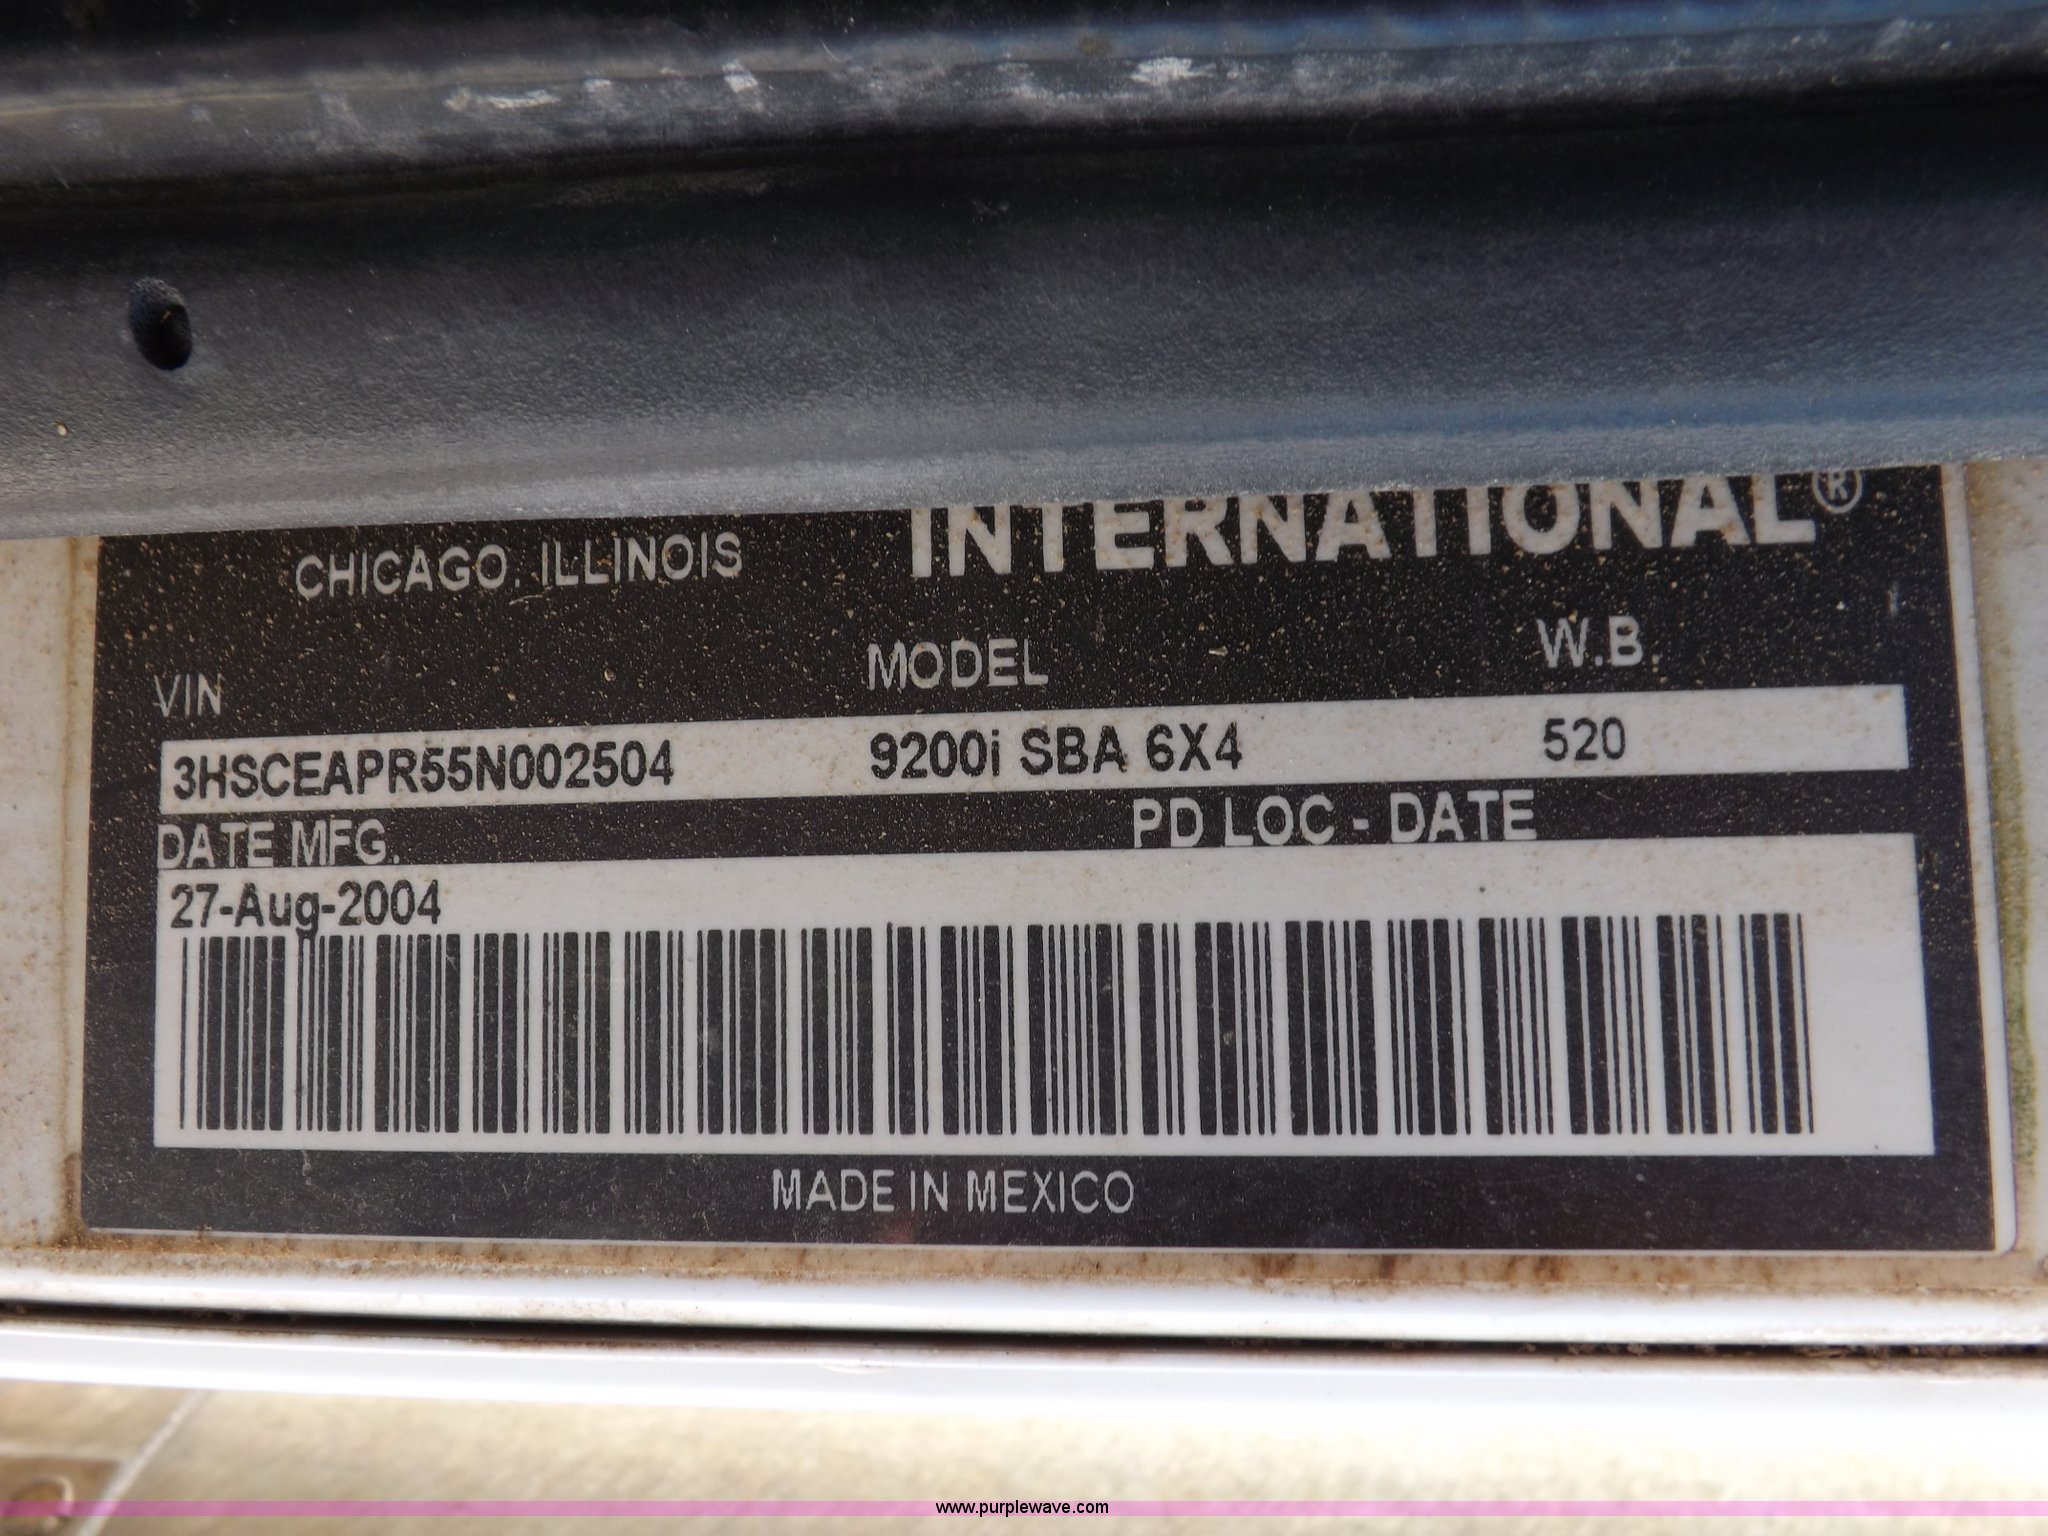 INTERNATIONAL®
CHICAGO, ILLINOIS
VIN MODEL W.B.
3HSCEAPR55N002504 9200i SBA 6X4 520
DATE MFG. PD LOC - DATE
27-Aug-2004
MADE IN MEXICO
www.purplewave.com